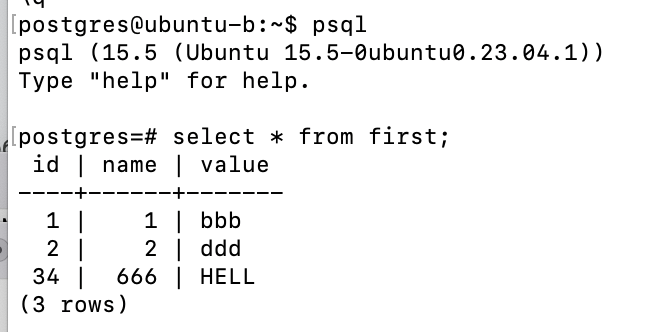 \q
[postgres@ubuntu-b:~$ psql
psql (15.5 (Ubuntu 15.5-0ubuntu0.23.04.1))
Type "help" for help.
[postgres=# select * from first;
 id | name | value
----+------+-------
  1 |    1 | bbb
  2 |    2 | ddd
 34 |  666 | HELL
(3 rows)